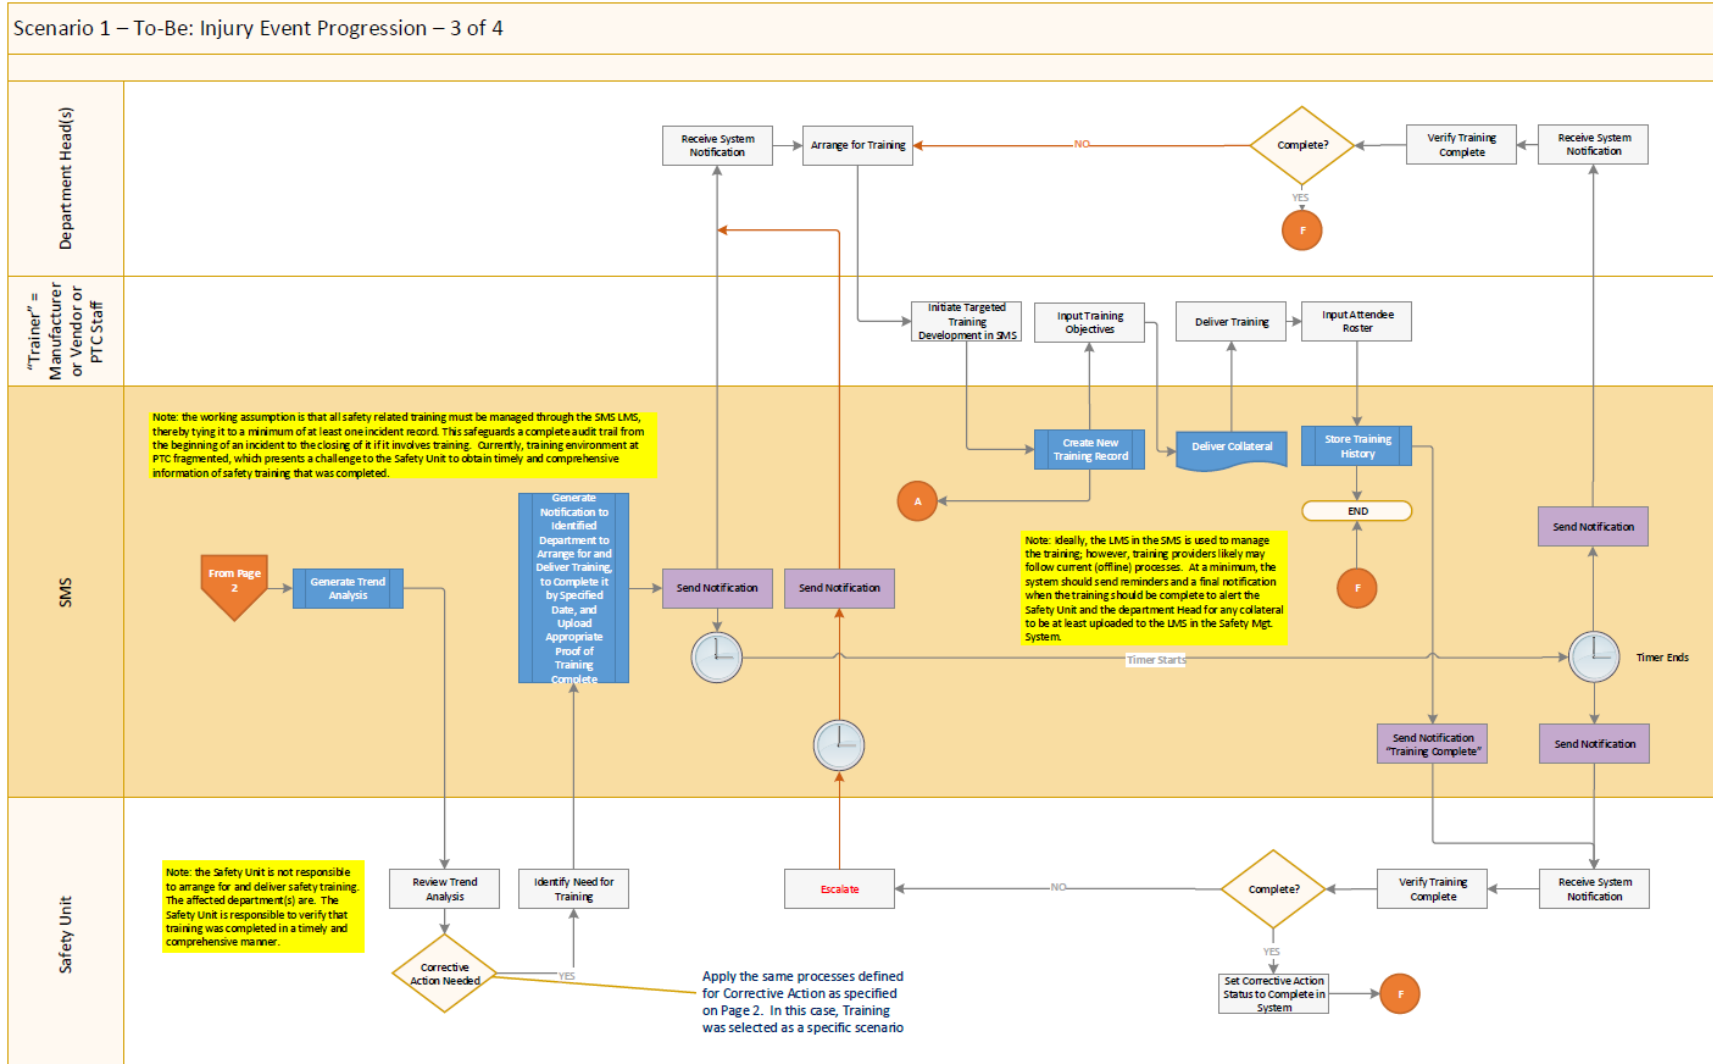 Scenario 1 – To-Be: Injury Event Progression – 3 of 4
Department Head(s)
Receive System
Notification
Arrange for Training
NO
Complete?
YES
F
Verify Training
Complete
Receive System
Notification
"Trainer" =
Manufacturer
or Vendor or
PTC Staff
Initiate Targeted
Training
Development in SMS
Input Training
Objectives
Deliver Training
Input Attendee
Roster
SMS
Note: the working assumption is that all safety related training must be managed through the SMS LMS,
thereby tying it to a minimum of at least one incident record. This safeguards a complete audit trail from
the beginning of an incident to the closing of it if it involves training. Currently, training environment at
PTC fragmented, which presents a challenge to the Safety Unit to obtain timely and comprehensive
information of safety training that was completed.
Create New
Training Record
Deliver Collateral
Store Training
History
A
END
F
From Page
2
Generate Trend
Analysis
Generate
Notification to
Identified
Department to
Arrange for and
Deliver Training,
to Complete it
by Specified
Date, and
Upload
Appropriate
Proof of
Training
Complete
Send Notification
Send Notification
Note: Ideally, the LMS in the SMS is used to manage
the training; however, training providers likely may
follow current (offline) processes. At a minimum, the
system should send reminders and a final notification
when the training should be complete to alert the
Safety Unit and the department Head for any collateral
to be at least uploaded to the LMS in the Safety Mgt.
System.
Send Notification
Timer Starts
Timer Ends
Send Notification
"Training Complete"
Send Notification
Safety Unit
Note: the Safety Unit is not responsible
to arrange for and deliver safety training.
The affected department(s) are. The
Safety Unit is responsible to verify that
training was completed in a timely and
comprehensive manner.
Review Trend
Analysis
Identify Need for
Training
Corrective
Action Needed
YES
Apply the same processes defined
for Corrective Action as specified
on Page 2. In this case, Training
was selected as a specific scenario
Escalate
NO
Complete?
Verify Training
Complete
Receive System
Notification
YES
Set Corrective Action
Status to Complete in
System
F